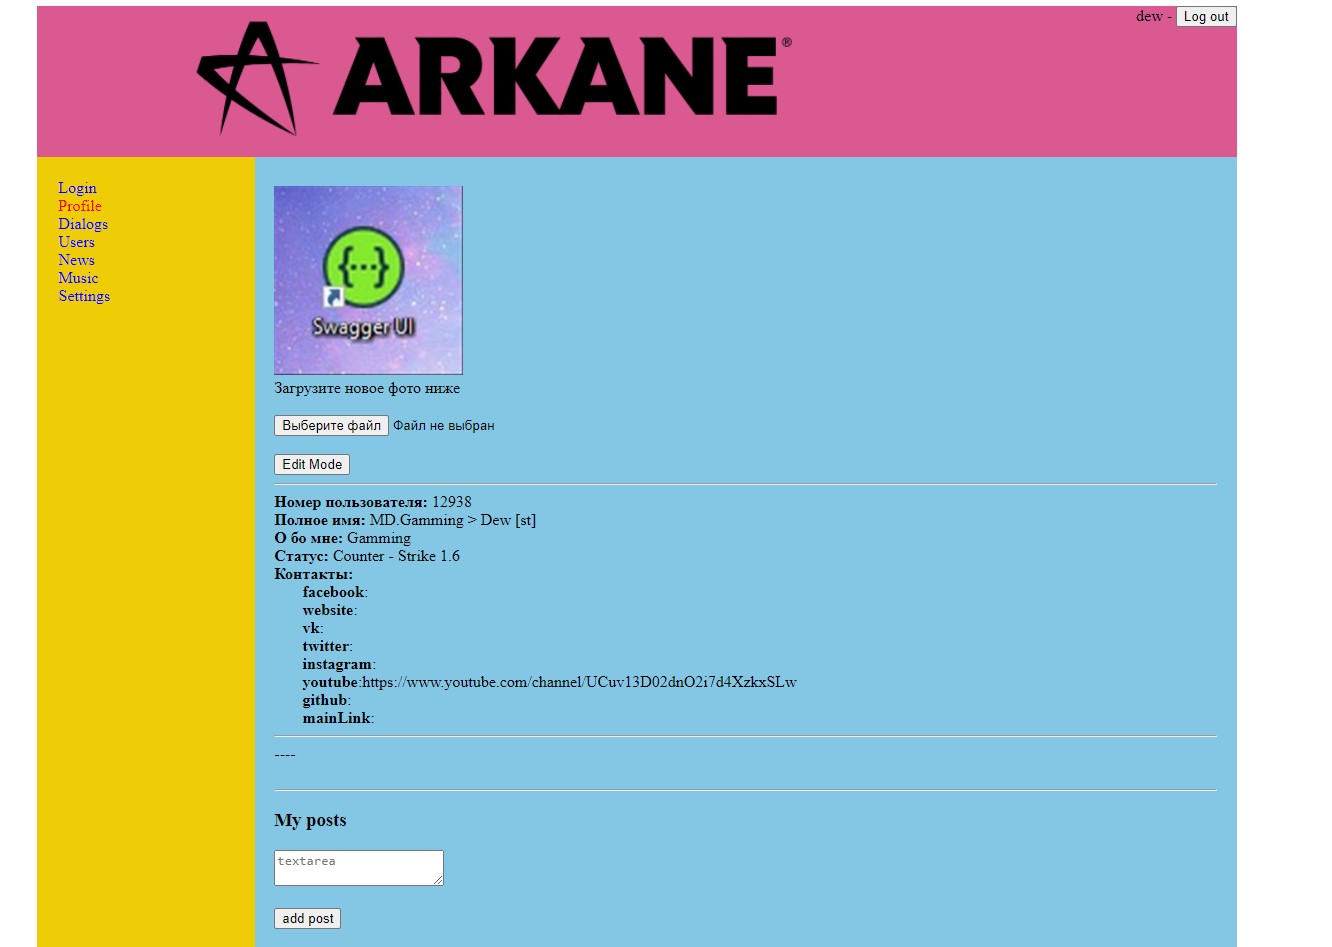 dew - Log out
ARKANE®
Login
Profile
Dialogs
Users
News
Music
Settings
Swagger UI
Загрузите новое фото ниже
Выберите файл Файл не выбран
Edit Mode
Номер пользователя: 12938
Полное имя: MD.Gamming > Dew [st]
О бо мне: Gamming
Статус: Counter - Strike 1.6
Контакты:
facebook:
website:
vk:
twitter:
instagram:
youtube:https://www.youtube.com/channel/UCuv13D02dnO2i7d4XzkxSLw
github:
mainLink:
----
My posts
textarea
add post